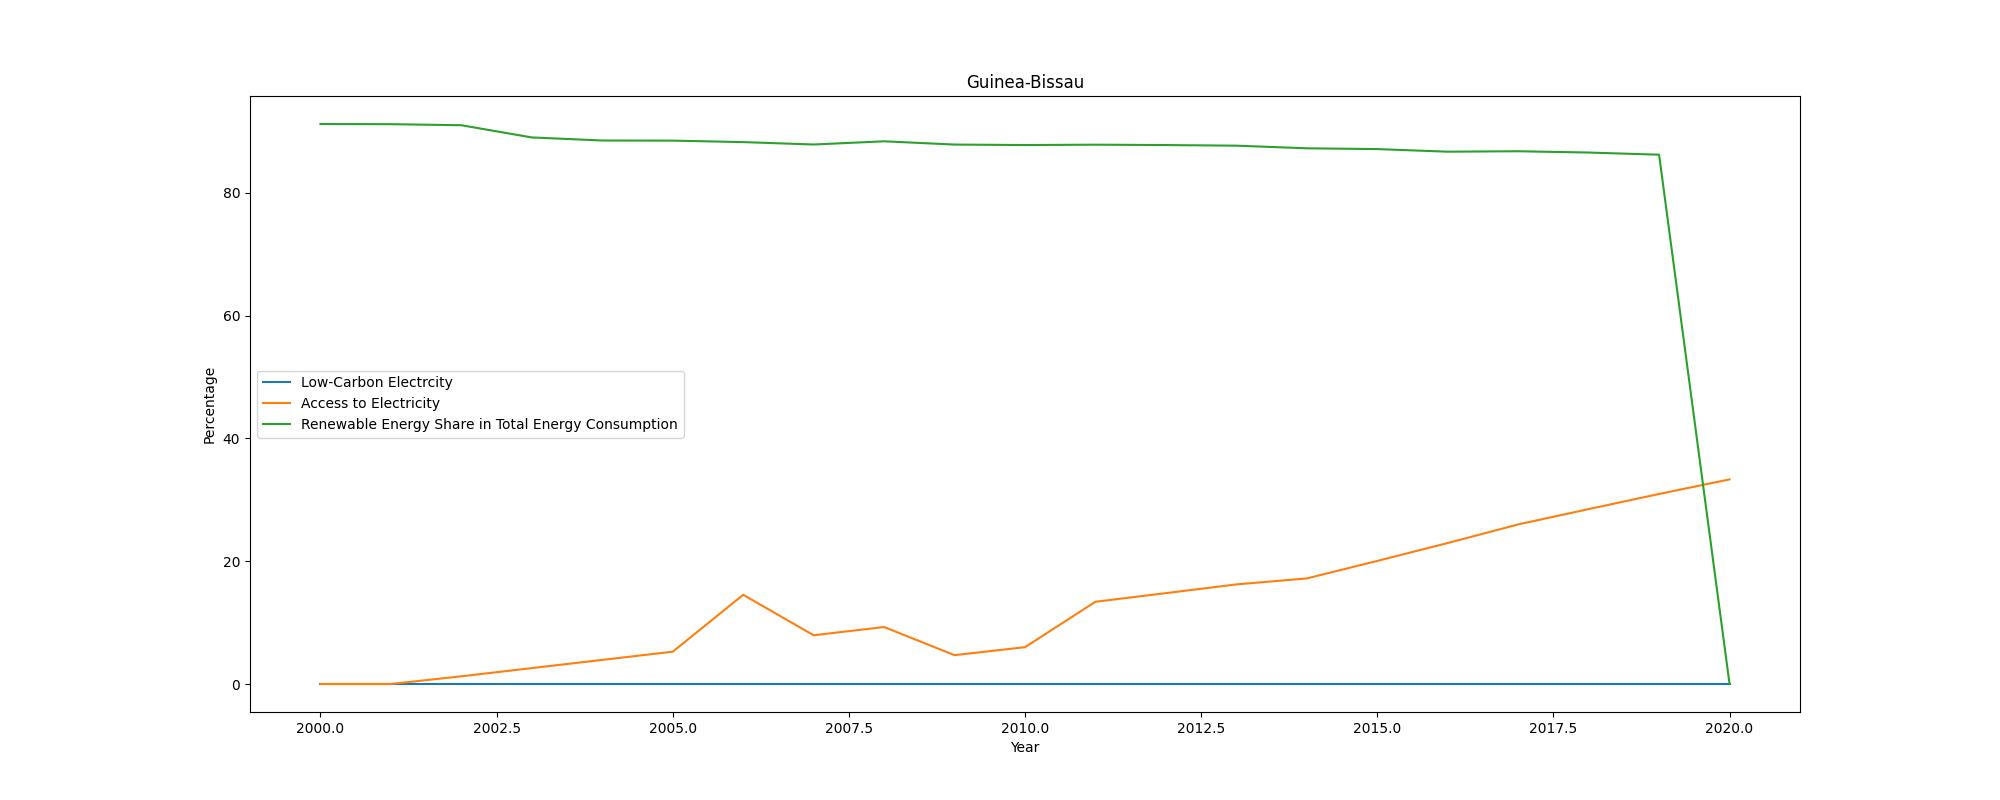 Guinea-Bissau
Percentage
80
60
40
20
0
Low-Carbon Electrcity
Access to Electricity
Renewable Energy Share in Total Energy Consumption
2000.0 2002.5 2005.0 2007.5 2010.0 2012.5 2015.0 2017.5 2020.0
Year